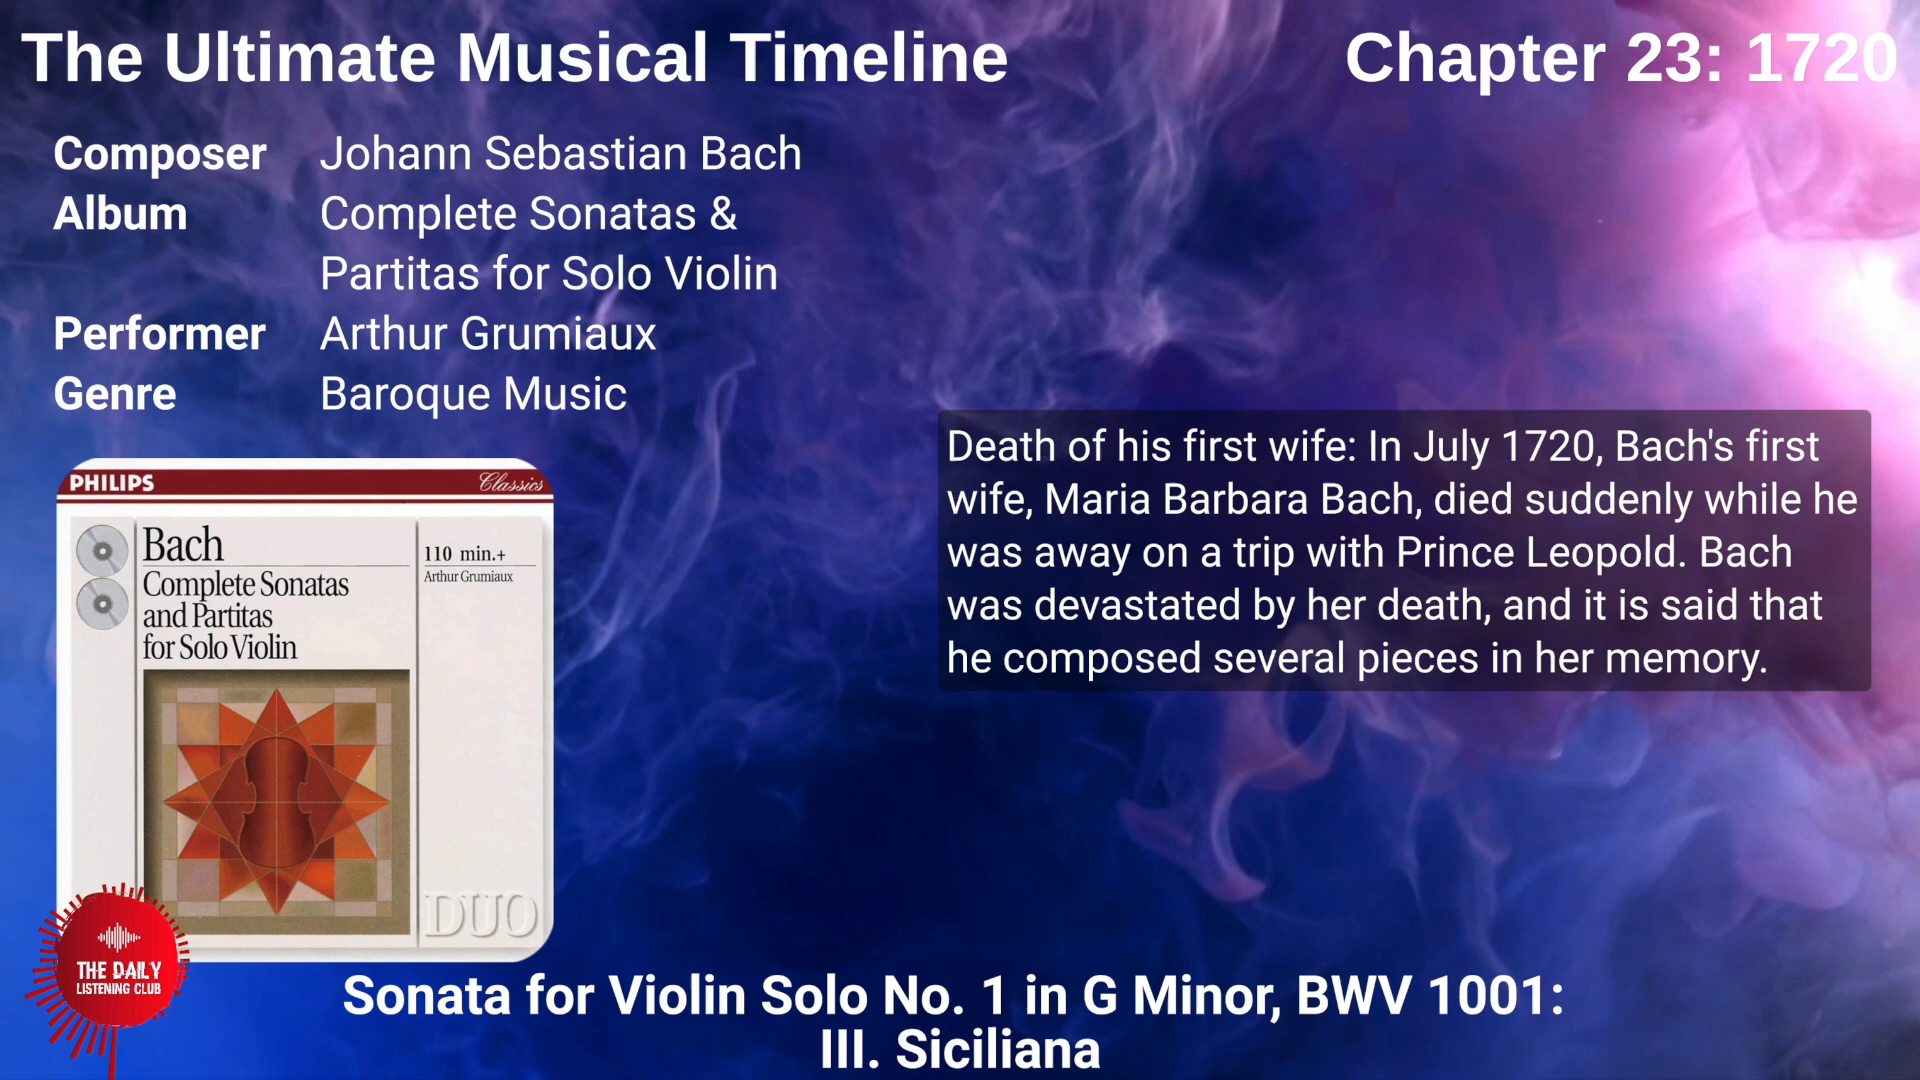 The Ultimate Musical Timeline
Chapter 23: 1720
Composer Johann Sebastian Bach
Album Complete Sonatas &
Partitas for Solo Violin
Performer Arthur Grumiaux
Genre Baroque Music
Death of his first wife: In July 1720, Bach's first
wife, Maria Barbara Bach, died suddenly while he
was away on a trip with Prince Leopold. Bach
was devastated by her death, and it is said that
he composed several pieces in her memory.
PHILIPS
Classics
Bach
Complete Sonatas
and Partitas
for Solo Violin
110 min.+
Arthur Grumiaux
DUO
THE DAILY
LISTENING CLUB
Sonata for Violin Solo No. 1 in G Minor, BWV 1001:
III. Siciliana